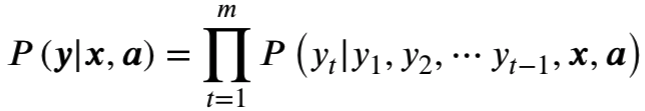 P(y|x, a) = ∏_{t=1}^{m} P(y_t|y_1, y_2, ⋯ y_{t−1}, x, a)